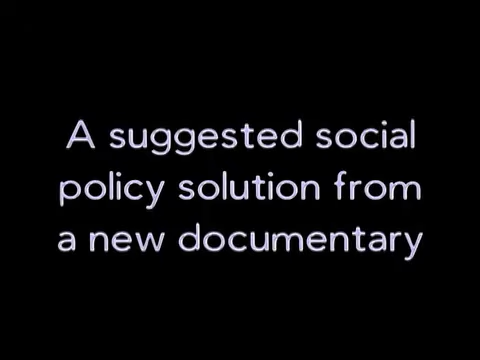 A suggested social
policy solution from
a new documentary